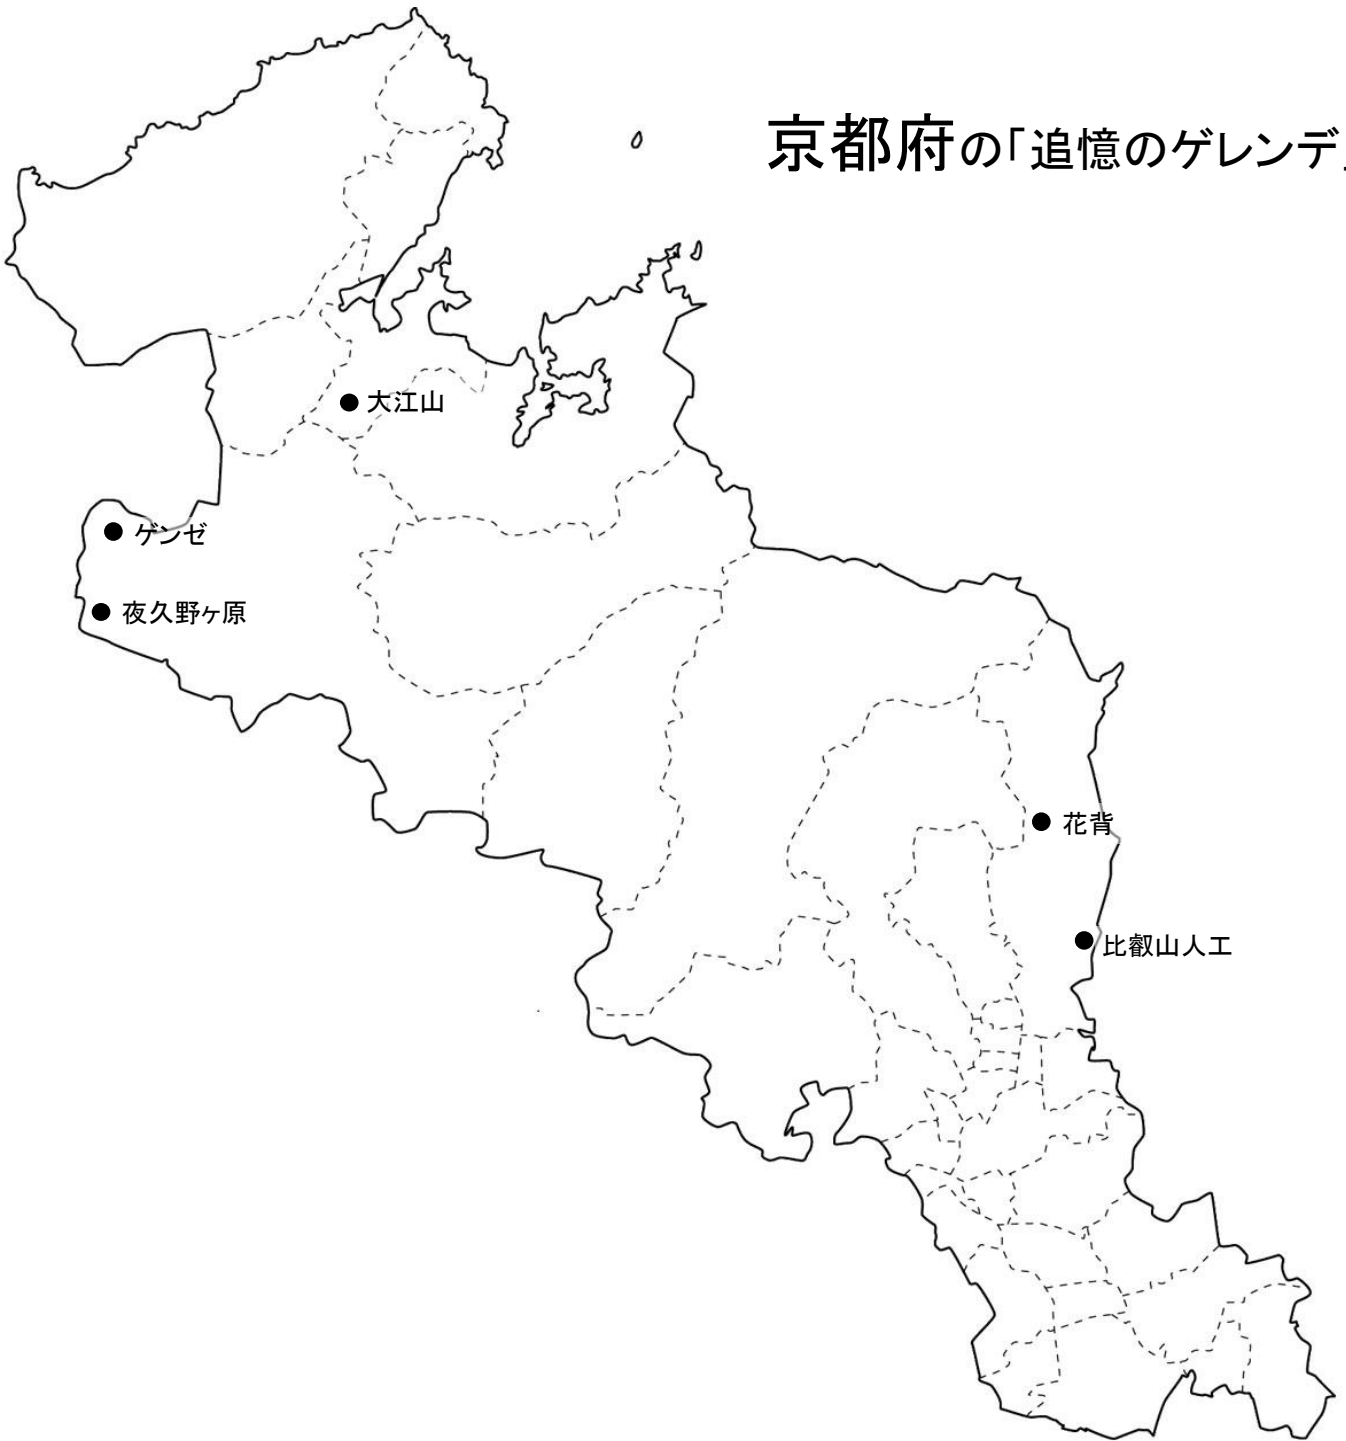 京都府の「追憶のゲレンデ」
大江山
ゲンゼ
夜久野ヶ原
花背
比叡山人工